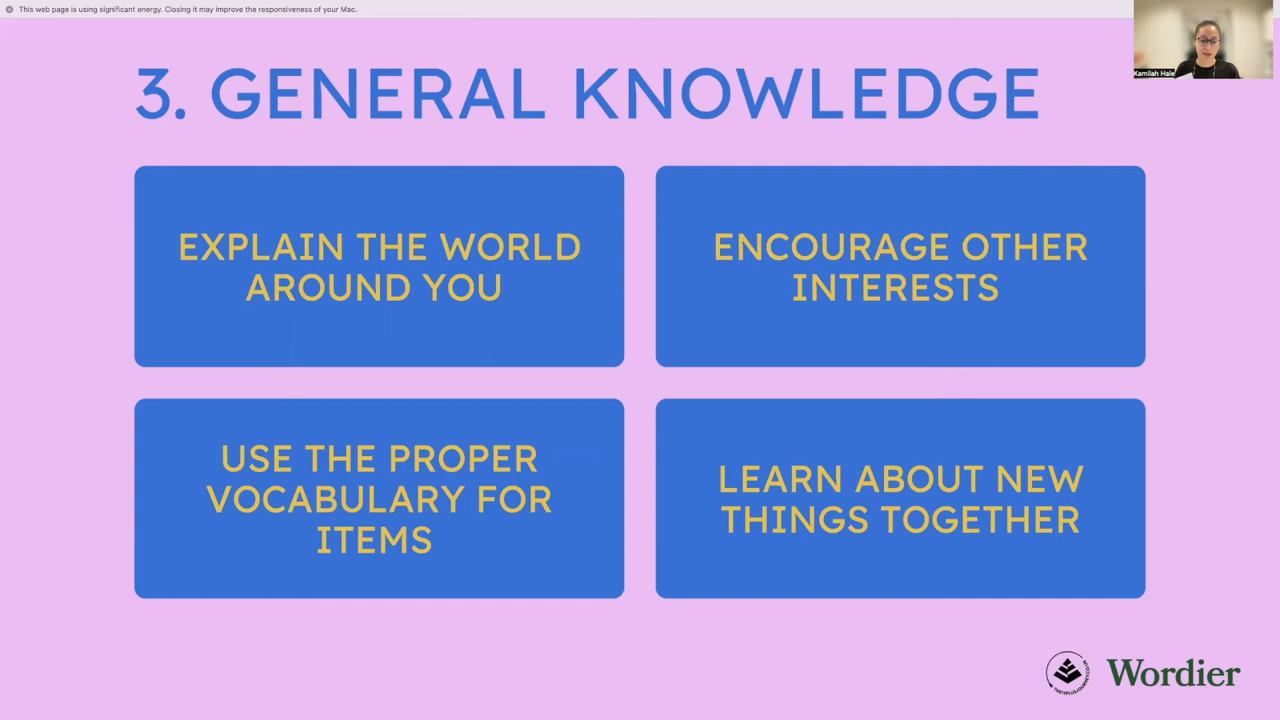 This web page is using significant energy. Closing it may improve the responsiveness of your Mac.
Kamilah Hale
3. GENERAL KNOWLEDGE
EXPLAIN THE WORLD
AROUND YOU
ENCOURAGE OTHER
INTERESTS
USE THE PROPER
VOCABULARY FOR
ITEMS
LEARN ABOUT NEW
THINGS TOGETHER
Wordier